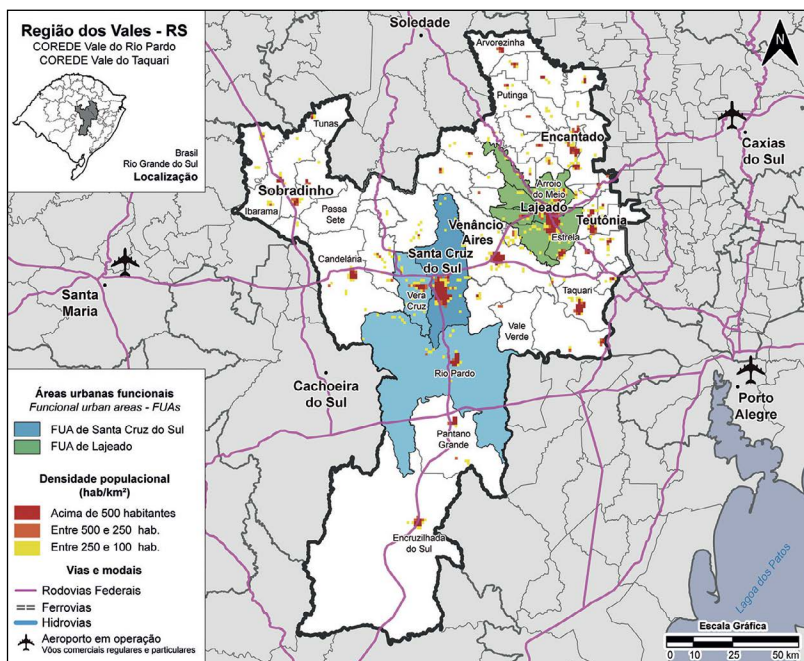 Região dos Vales - RS
COREDE Vale do Rio Pardo
COREDE Vale do Taquari
Brasil
Rio Grande do Sul
Localização
N
Soledade
Arvorezinha
Putinga
Tunas
Encantado
Caxias
do Sul
Sobradinho
Arroio
do Meio
Lajeado
Ibarama
Passa
Sete
Venâncio
Aires
Teutônia
Estrela
Candelária
Santa Cruz
do Sul
Santa
Maria
Vera
Cruz
Taquari
Vale
Verde
Rio Pardo
Cachoeira
do Sul
Porto
Alegre
Pantano
Grande
Encruzilhada
do Sul
Lagoa dos Patos
Áreas urbanas funcionais
Functional urban areas - FUAs
FUA de Santa Cruz do Sul
FUA de Lajeado
Densidade populacional
(hab/km²)
Acima de 500 habitantes
Entre 500 e 250 hab.
Entre 250 e 100 hab.
Vias e modais
Rodovias Federais
Ferrovias
Hidrovias
Aeroporto em operação
Vôos comerciais regulares e particulares
Escala Gráfica
0 10 25 50 km